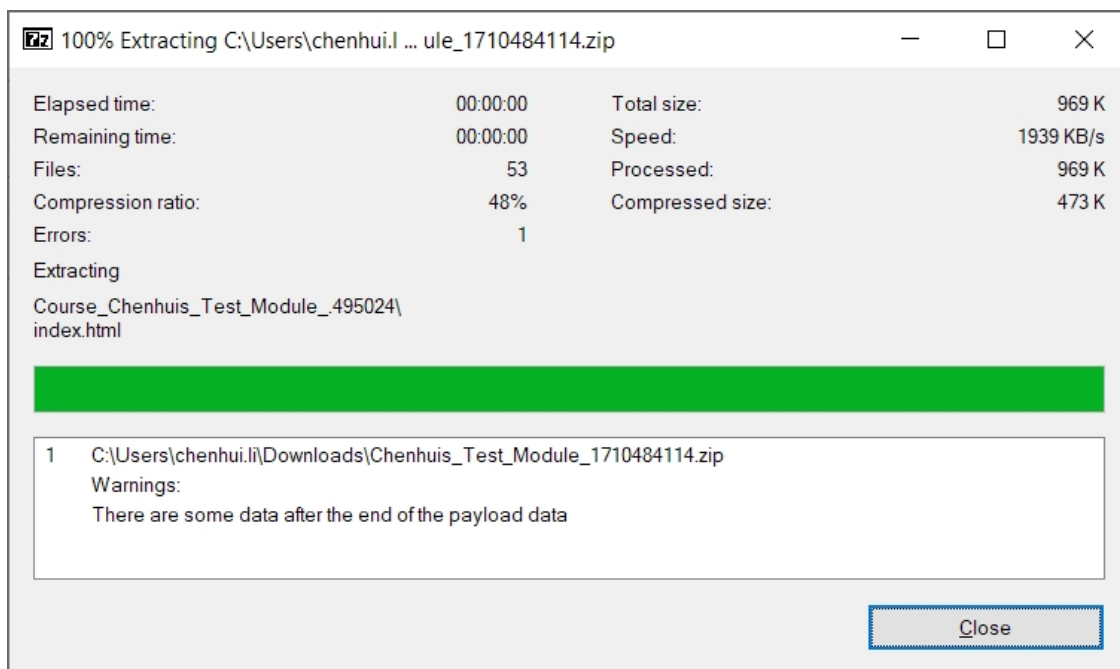 100% Extracting C:\Users\chenhui.l ... ule_1710484114.zip
Elapsed time: 00:00:00 Total size: 969 K
Remaining time: 00:00:00 Speed: 1939 KB/s
Files: 53 Processed: 969 K
Compression ratio: 48% Compressed size: 473 K
Errors: 1
Extracting
Course_Chenhuis_Test_Module_.495024\
index.html
1 C:\Users\chenhui.li\Downloads\Chenhuis_Test_Module_1710484114.zip
Warnings:
There are some data after the end of the payload data
Close